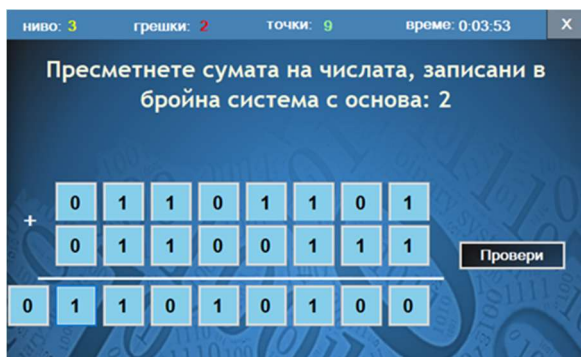 ниво: 3 грешки: 2 точки: 9 време: 0:03:53 X
Пресметнете сумата на числата, записани в
бройна система с основа: 2
0 1 1 0 1 1 0 1
+
0 1 1 0 0 1 1 1
Провери
0 1 1 0 1 0 1 0 0